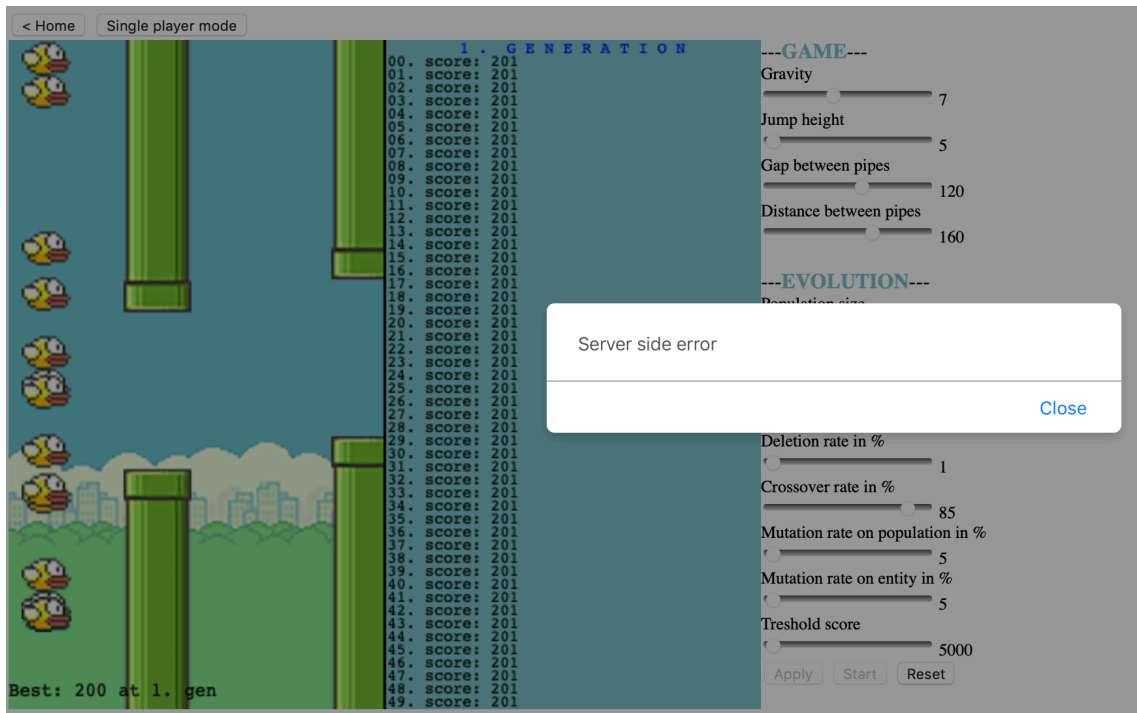 < Home
Single player mode
1. GENERATION
00. score: 201
01. score: 201
02. score: 201
03. score: 201
04. score: 201
05. score: 201
06. score: 201
07. score: 201
08. score: 201
09. score: 201
10. score: 201
11. score: 201
12. score: 201
13. score: 201
14. score: 201
15. score: 201
16. score: 201
17. score: 201
18. score: 201
19. score: 201
20. score: 201
21. score: 201
22. score: 201
23. score: 201
24. score: 201
25. score: 201
26. score: 201
27. score: 201
28. score: 201
29. score: 201
30. score: 201
31. score: 201
32. score: 201
33. score: 201
34. score: 201
35. score: 201
36. score: 201
37. score: 201
38. score: 201
39. score: 201
40. score: 201
41. score: 201
42. score: 201
43. score: 201
44. score: 201
45. score: 201
46. score: 201
47. score: 201
48. score: 201
49. score: 201
Best: 200 at 1. gen
---GAME---
Gravity
7
Jump height
5
Gap between pipes
120
Distance between pipes
160
---EVOLUTION---
Population size
Server side error
Close
Deletion rate in %
1
Crossover rate in %
85
Mutation rate on population in %
5
Mutation rate on entity in %
5
Treshold score
5000
Apply
Start
Reset